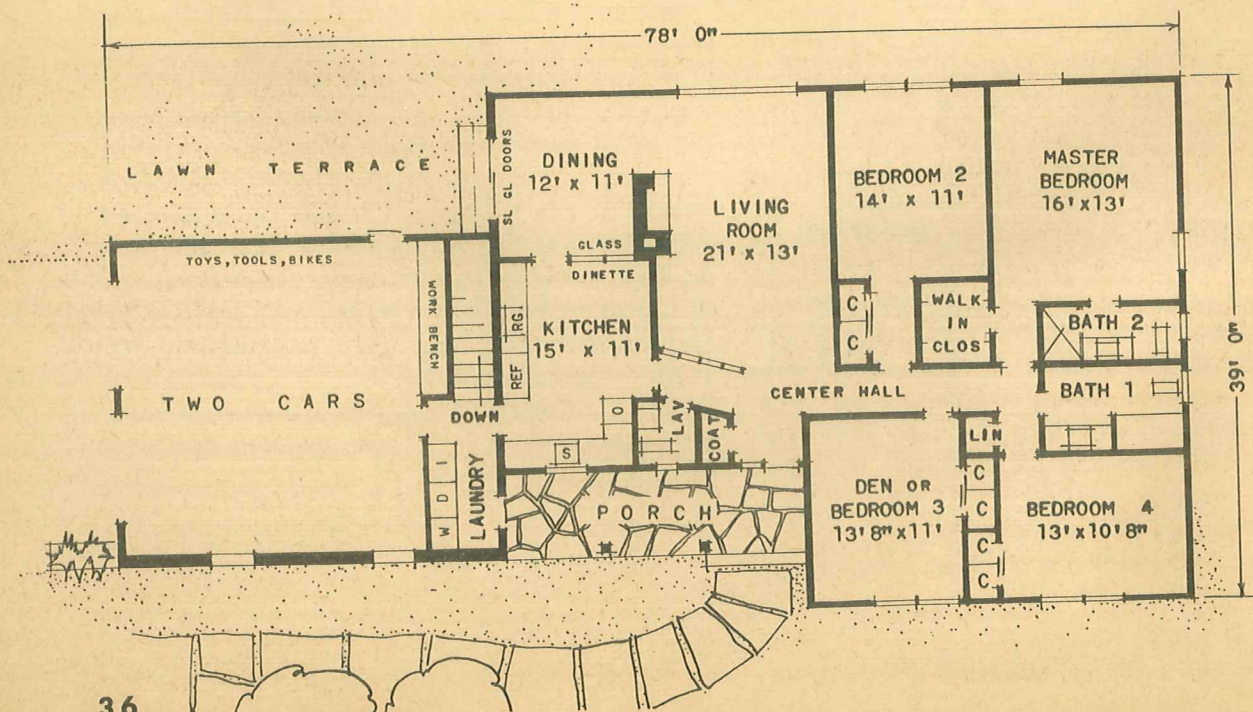 78' 0"
LAWN TERRACE
SL GL DOORS
DINING
12' x 11'
LIVING
ROOM
21' x 13'
BEDROOM 2
14' x 11'
MASTER
BEDROOM
16'x13'
TOYS,TOOLS,BIKES
GLASS
DINETTE
WORK BENCH
RG.
REF
KITCHEN
15' x 11'
C
C
WALK
IN
CLOS
BATH 2
BATH 1
39' 0"
TWO CARS
DOWN
CENTER HALL
O
LAV
COAT
LIN
S
I
D
W
LAUNDRY
PORCH
DEN OR
BEDROOM 3
13'8"x11'
C
C
C
C
BEDROOM 4
13'x10'8"
36